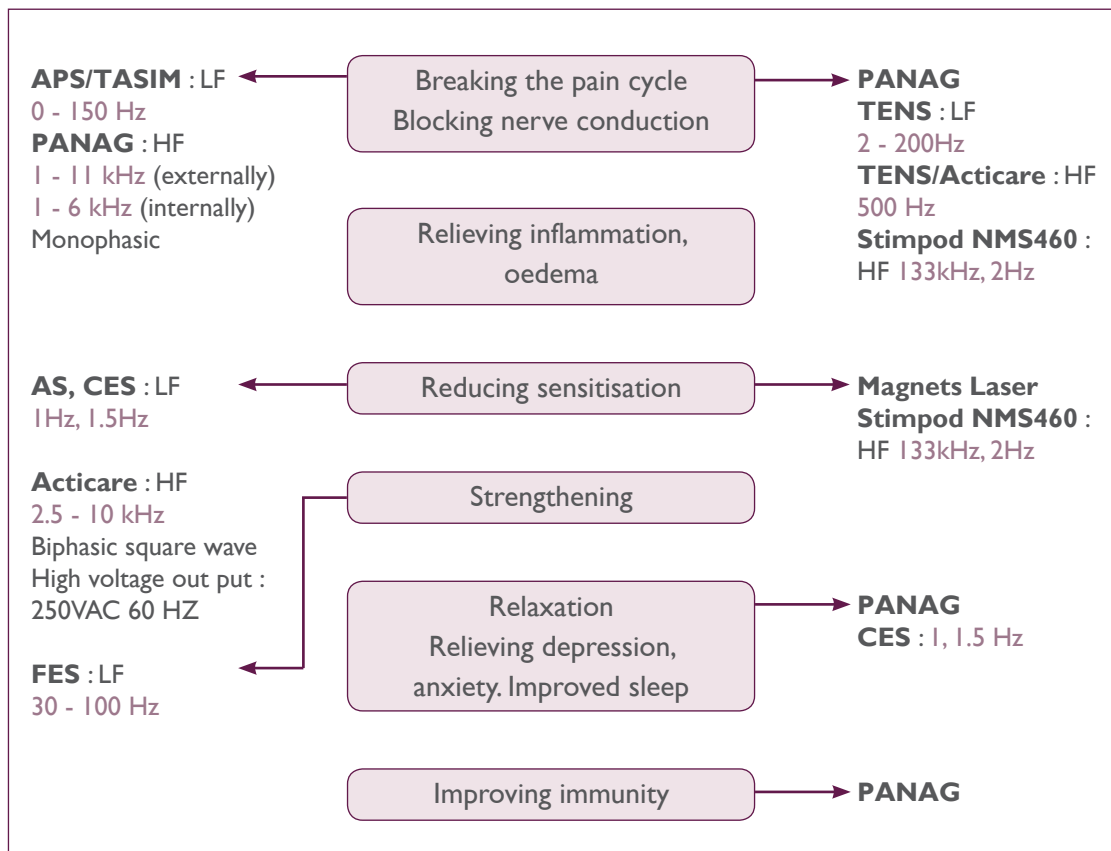 APS/TASIM : LF
0 - 150 Hz
PANAG : HF
1 - 11 kHz (externally)
1 - 6 kHz (internally)
Monophasic
AS, CES : LF
1Hz, 1.5Hz
Acticare : HF
2.5 - 10 kHz
Biphasic square wave
High voltage out put :
250VAC 60 HZ
FES : LF
30 - 100 Hz
Breaking the pain cycle
Blocking nerve conduction
Relieving inflammation,
oedema
Reducing sensitisation
Strengthening
Relaxation
Relieving depression,
anxiety. Improved sleep
Improving immunity
PANAG
TENS : LF
2 - 200Hz
TENS/Acticare : HF
500 Hz
Stimpod NMS460 :
HF 133kHz, 2Hz
Magnets Laser
Stimpod NMS460 :
HF 133kHz, 2Hz
PANAG
CES : 1, 1.5 Hz
PANAG